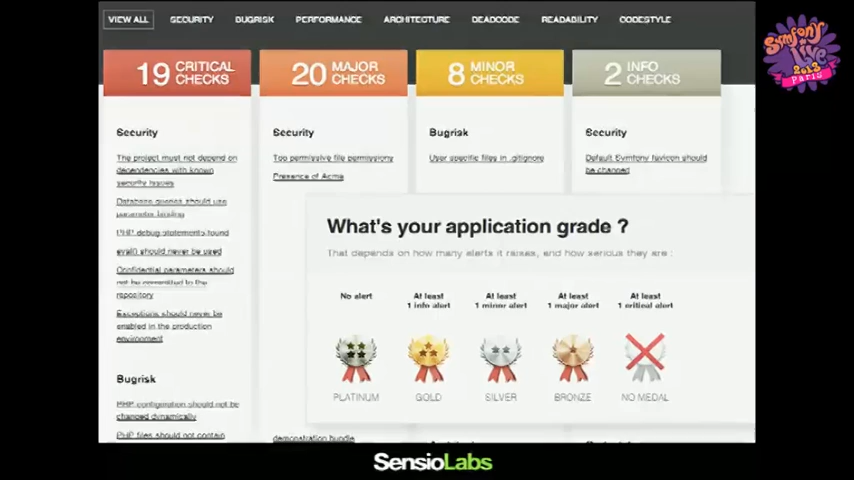 VIEW ALL SECURITY BUGRISK PERFORMANCE ARCHITECTURE DEADCODE READABILITY CODESTYLE
Symfony
Live
2013
Paris
19 CRITICAL CHECKS
20 MAJOR CHECKS
8 MINOR CHECKS
2 INFO CHECKS
Security
The project must not depend on
dependencies with known
security issues
Database queries should use
parameter binding
PHP debug statements found
eval() should never be used
Confidential parameters should
not be committed to the
repository
Exceptions should never be
enabled in the production
environment
Bugrisk
PHP configuration should not be
changed dynamically
PHP files should not contain
Security
Too permissive file permissions
Presence of Acme
demonstration bundle
Bugrisk
User specific files in .gitignore
Security
Default Symfony favicon should
be changed
What's your application grade ?
That depends on how many alerts it raises, and how serious they are :
No alert
PLATINUM
At least
1 info alert
GOLD
At least
1 minor alert
SILVER
At least
1 major alert
BRONZE
At least
1 critical alert
NO MEDAL
SensioLabs